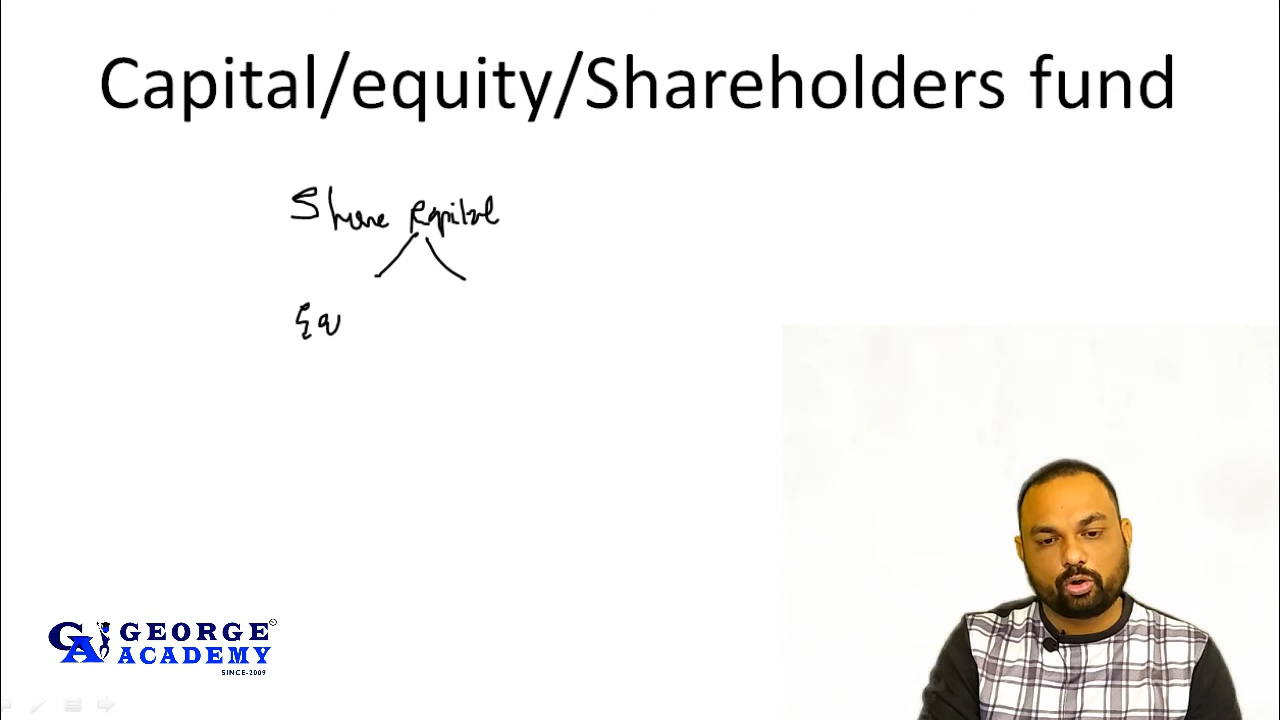 Capital/equity/Shareholders fund
Share Capital
Eq
GEORGE
ACADEMY
SINCE-2009